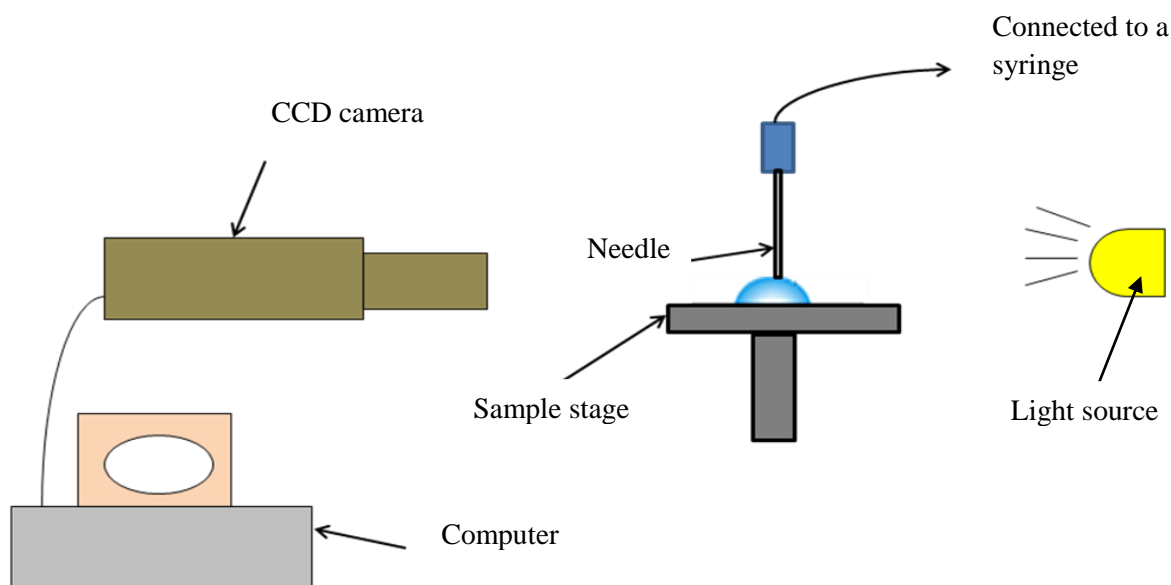 Connected to a
syringe
CCD camera
Needle
Sample stage
Light source
Computer